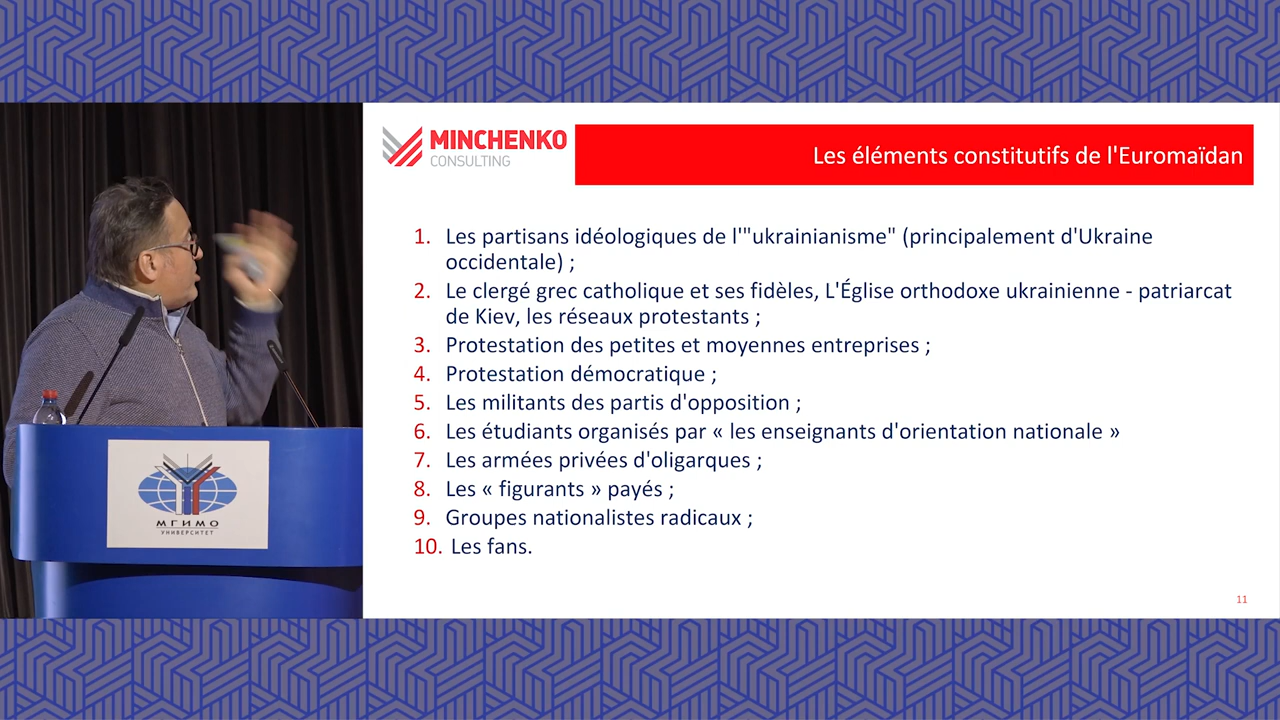 MINCHENKO
CONSULTING
Les éléments constitutifs de l'Euromaïdan
1. Les partisans idéologiques de l'"ukrainianisme" (principalement d'Ukraine
occidentale) ;
2. Le clergé grec catholique et ses fidèles, L'Église orthodoxe ukrainienne - patriarcat
de Kiev, les réseaux protestants ;
3. Protestation des petites et moyennes entreprises ;
4. Protestation démocratique ;
5. Les militants des partis d'opposition ;
6. Les étudiants organisés par « les enseignants d'orientation nationale »
7. Les armées privées d'oligarques ;
8. Les « figurants » payés ;
9. Groupes nationalistes radicaux ;
10. Les fans.
11
МГИМО
УНИВЕРСИТЕТ